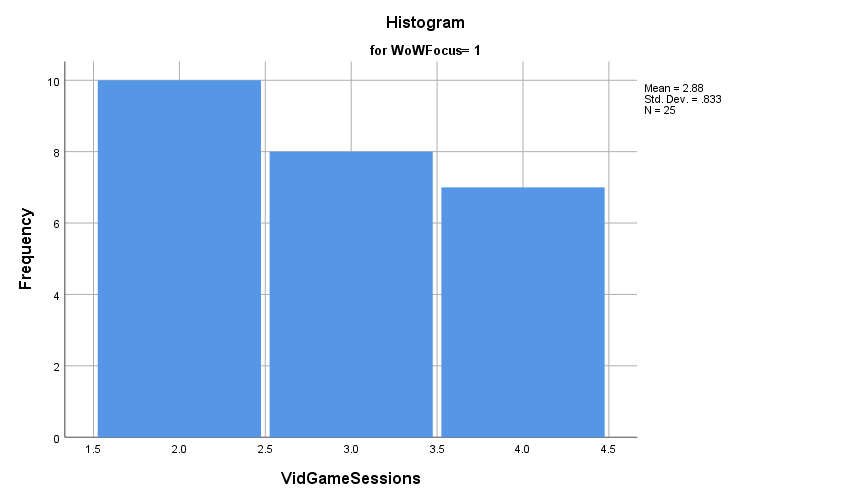 Histogram
for WoWFocus= 1
Mean = 2.88
Std. Dev. = .833
N = 25
Frequency
10
8
6
4
2
0
1.5 2.0 2.5 3.0 3.5 4.0 4.5
VidGameSessions